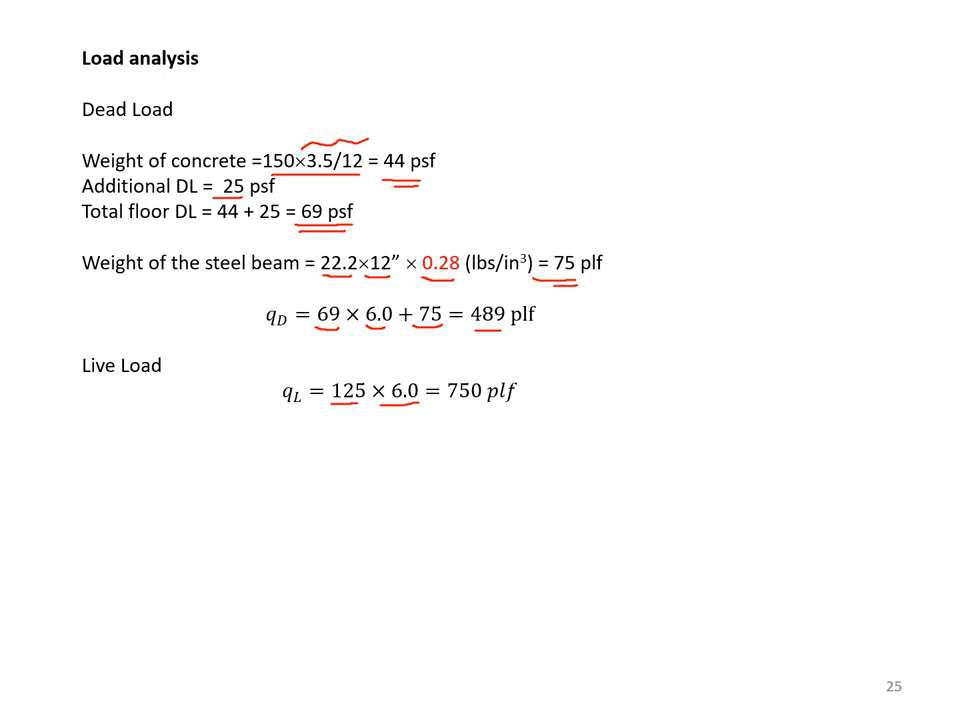 Load analysis
Dead Load
Weight of concrete =150×3.5/12 = 44 psf
Additional DL =  25 psf
Total floor DL = 44 + 25 = 69 psf
Weight of the steel beam = 22.2×12” × 0.28 (lbs/in³) = 75 plf
q_D = 69 × 6.0 + 75 = 489 plf
Live Load
q_L = 125 × 6.0 = 750 plf
25